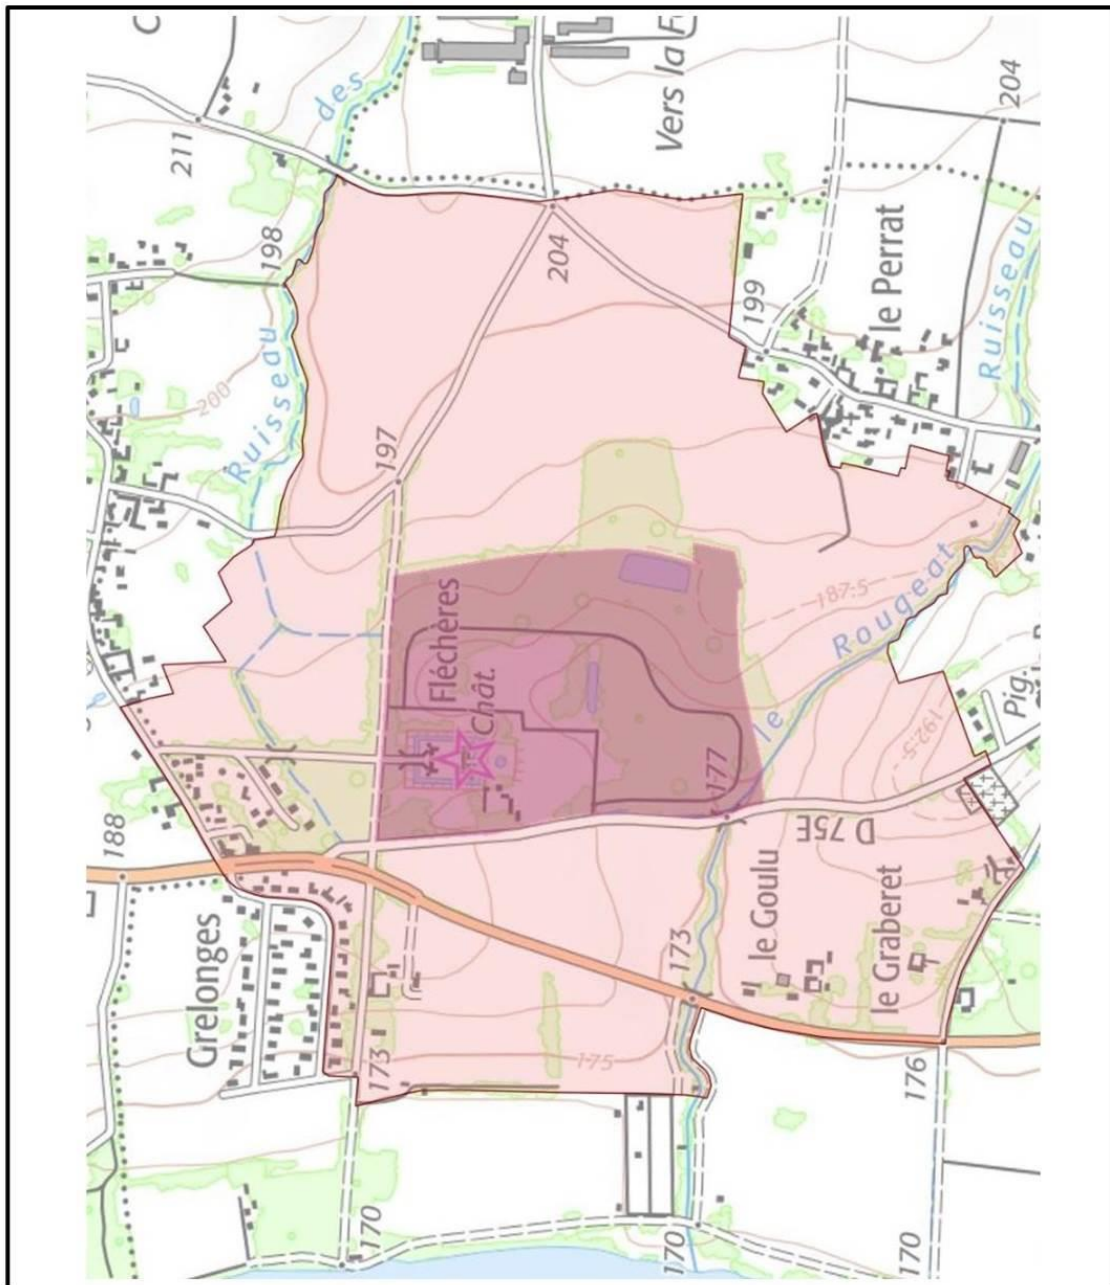 des
Vers la F
204
211
198
204
199
le Perrat
Ruisseau
200
Ruisseau
197
Fléchères
Chât.
187.5
le Rougeat
192.5
Pig.
177
188
D 75E
le Goulu
le Graberet
173
Grelonges
173
175
176
170
170
170